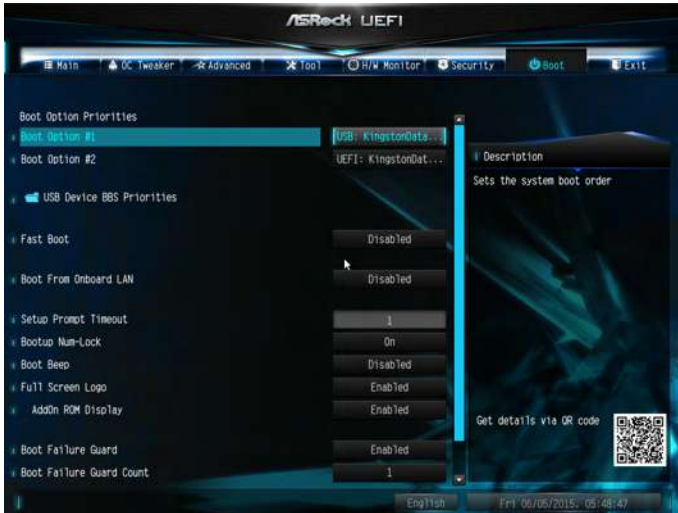 ASRock UEFI
Main OC Tweaker Advanced Tool H/W Monitor Security Boot Exit
Boot Option Priorities
Boot Option #1 USB: KingstonData...
Boot Option #2 UEFI: KingstonDat...
USB Device BBS Priorities
Fast Boot Disabled
Boot From Onboard LAN Disabled
Setup Prompt Timeout 1
Bootup Num-Lock On
Boot Beep Disabled
Full Screen Logo Enabled
AddOn ROM Display Enabled
Boot Failure Guard Enabled
Boot Failure Guard Count 1
Description
Sets the system boot order
Get details via QR code
English Fri 06/05/2015, 05:48:47